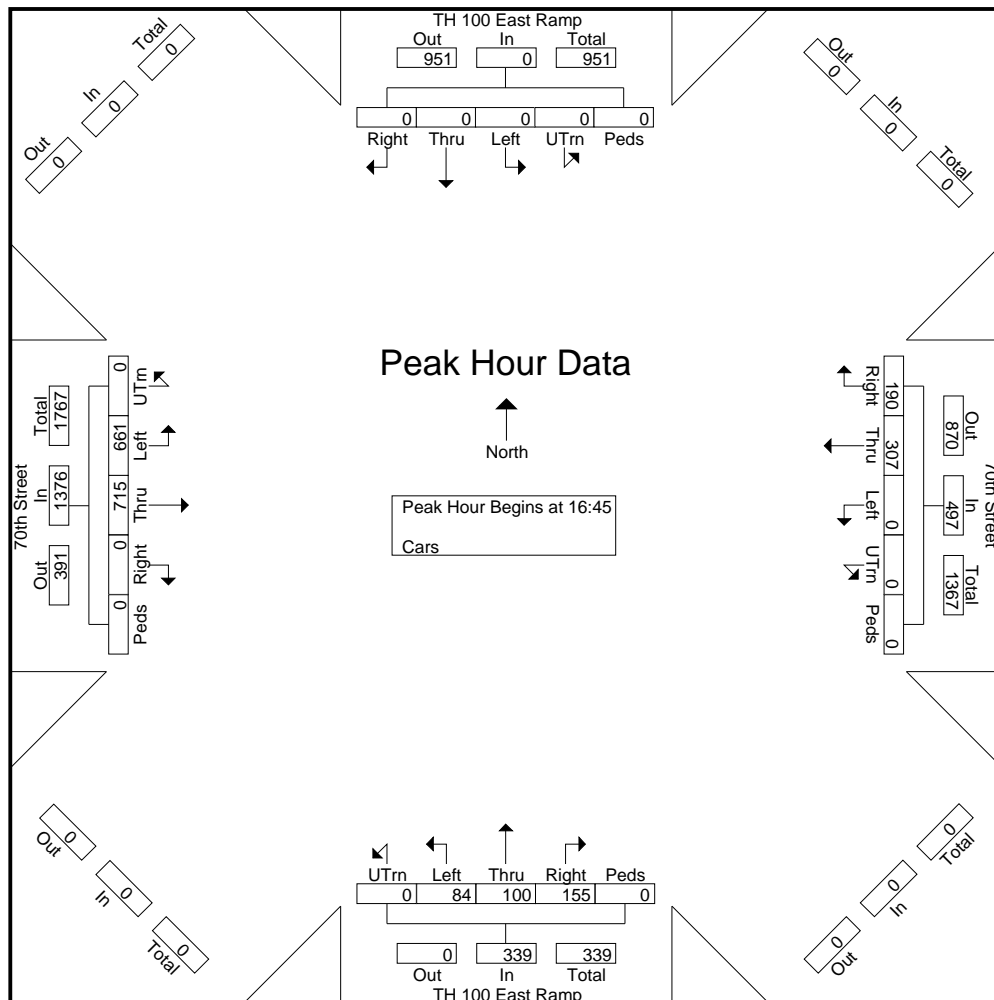 TH 100 East Ramp
Out In Total
951 0 951
0 0 0 0 0
Right Thru Left UTrn Peds
Total
0
In
0
Out
0
Out
0
In
0
Total
0
Peak Hour Data
North
Peak Hour Begins at 16:45
Cars
70th Street
Total In Out
1767 1376 391
0 661 715 0 0
UTrn Left Thru Right Peds
Right Thru Left UTrn Peds
190 307 0 0 0
Out In Total
870 497 1367
70th Street
UTrn Left Thru Right Peds
0 84 100 155 0
0 339 339
Out In Total
TH 100 East Ramp
0
Out
0
In
0
Total
0
Total
0
In
0
Out